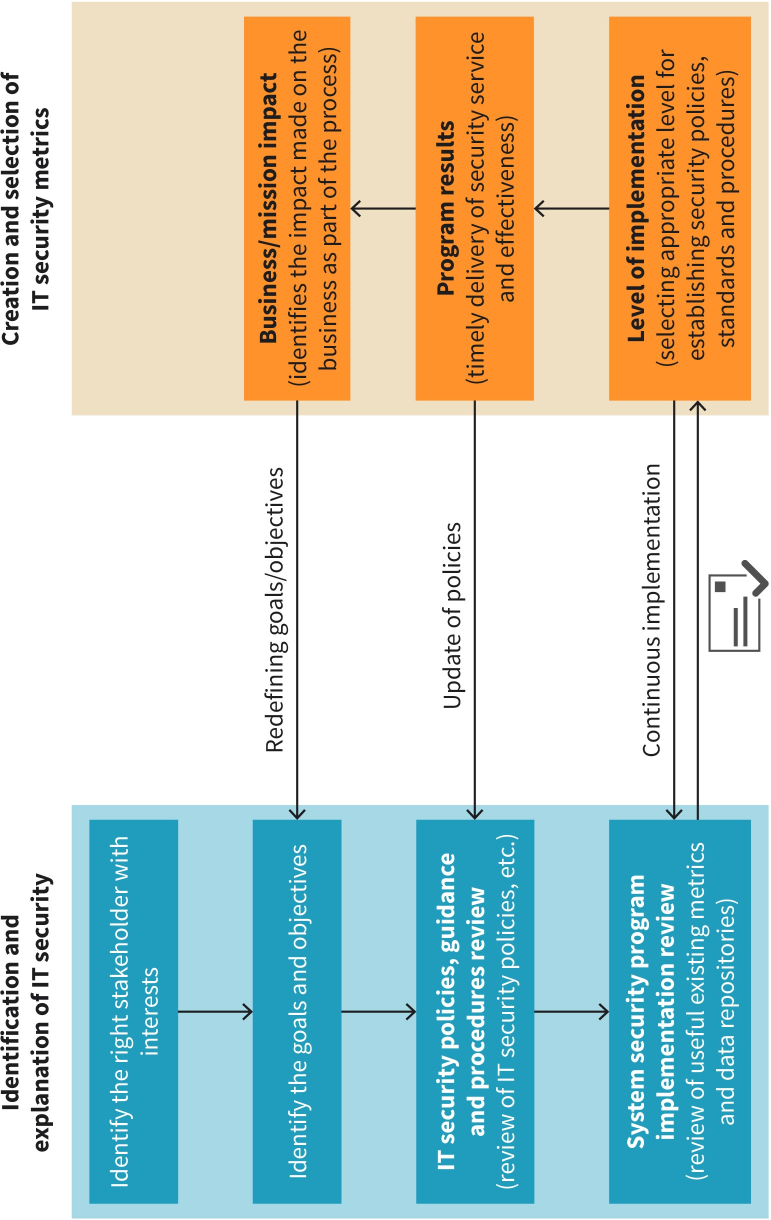 Identification and
explanation of IT security
Identify the right stakeholder with
interests
Identify the goals and objectives
IT security policies, guidance
and procedures review
(review of IT security policies, etc.)
System security program
implementation review
(review of useful existing metrics
and data repositories)
Redefining goals/objectives
Update of policies
Continuous implementation
Creation and selection of
IT security metrics
Business/mission impact
(identifies the impact made on the
business as part of the process)
Program results
(timely delivery of security service
and effectiveness)
Level of implementation
(selecting appropriate level for
establishing security policies,
standards and procedures)